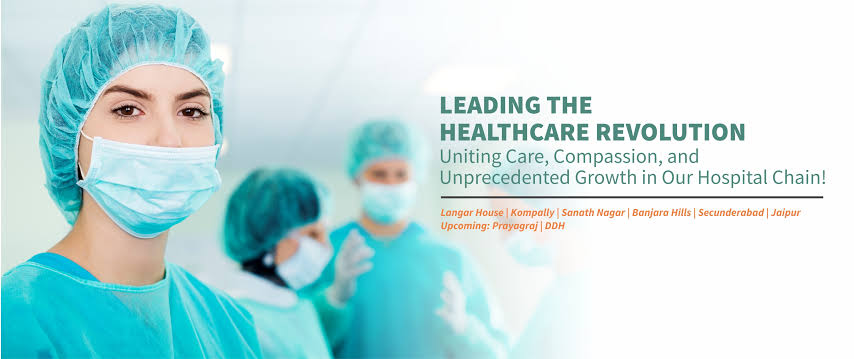 LEADING THE
HEALTHCARE REVOLUTION
Uniting Care, Compassion, and
Unprecedented Growth in Our Hospital Chain!
Langar House | Kompally | Sanath Nagar | Banjara Hills | Secunderabad | Jaipur
Upcoming: Prayagraj | DDH